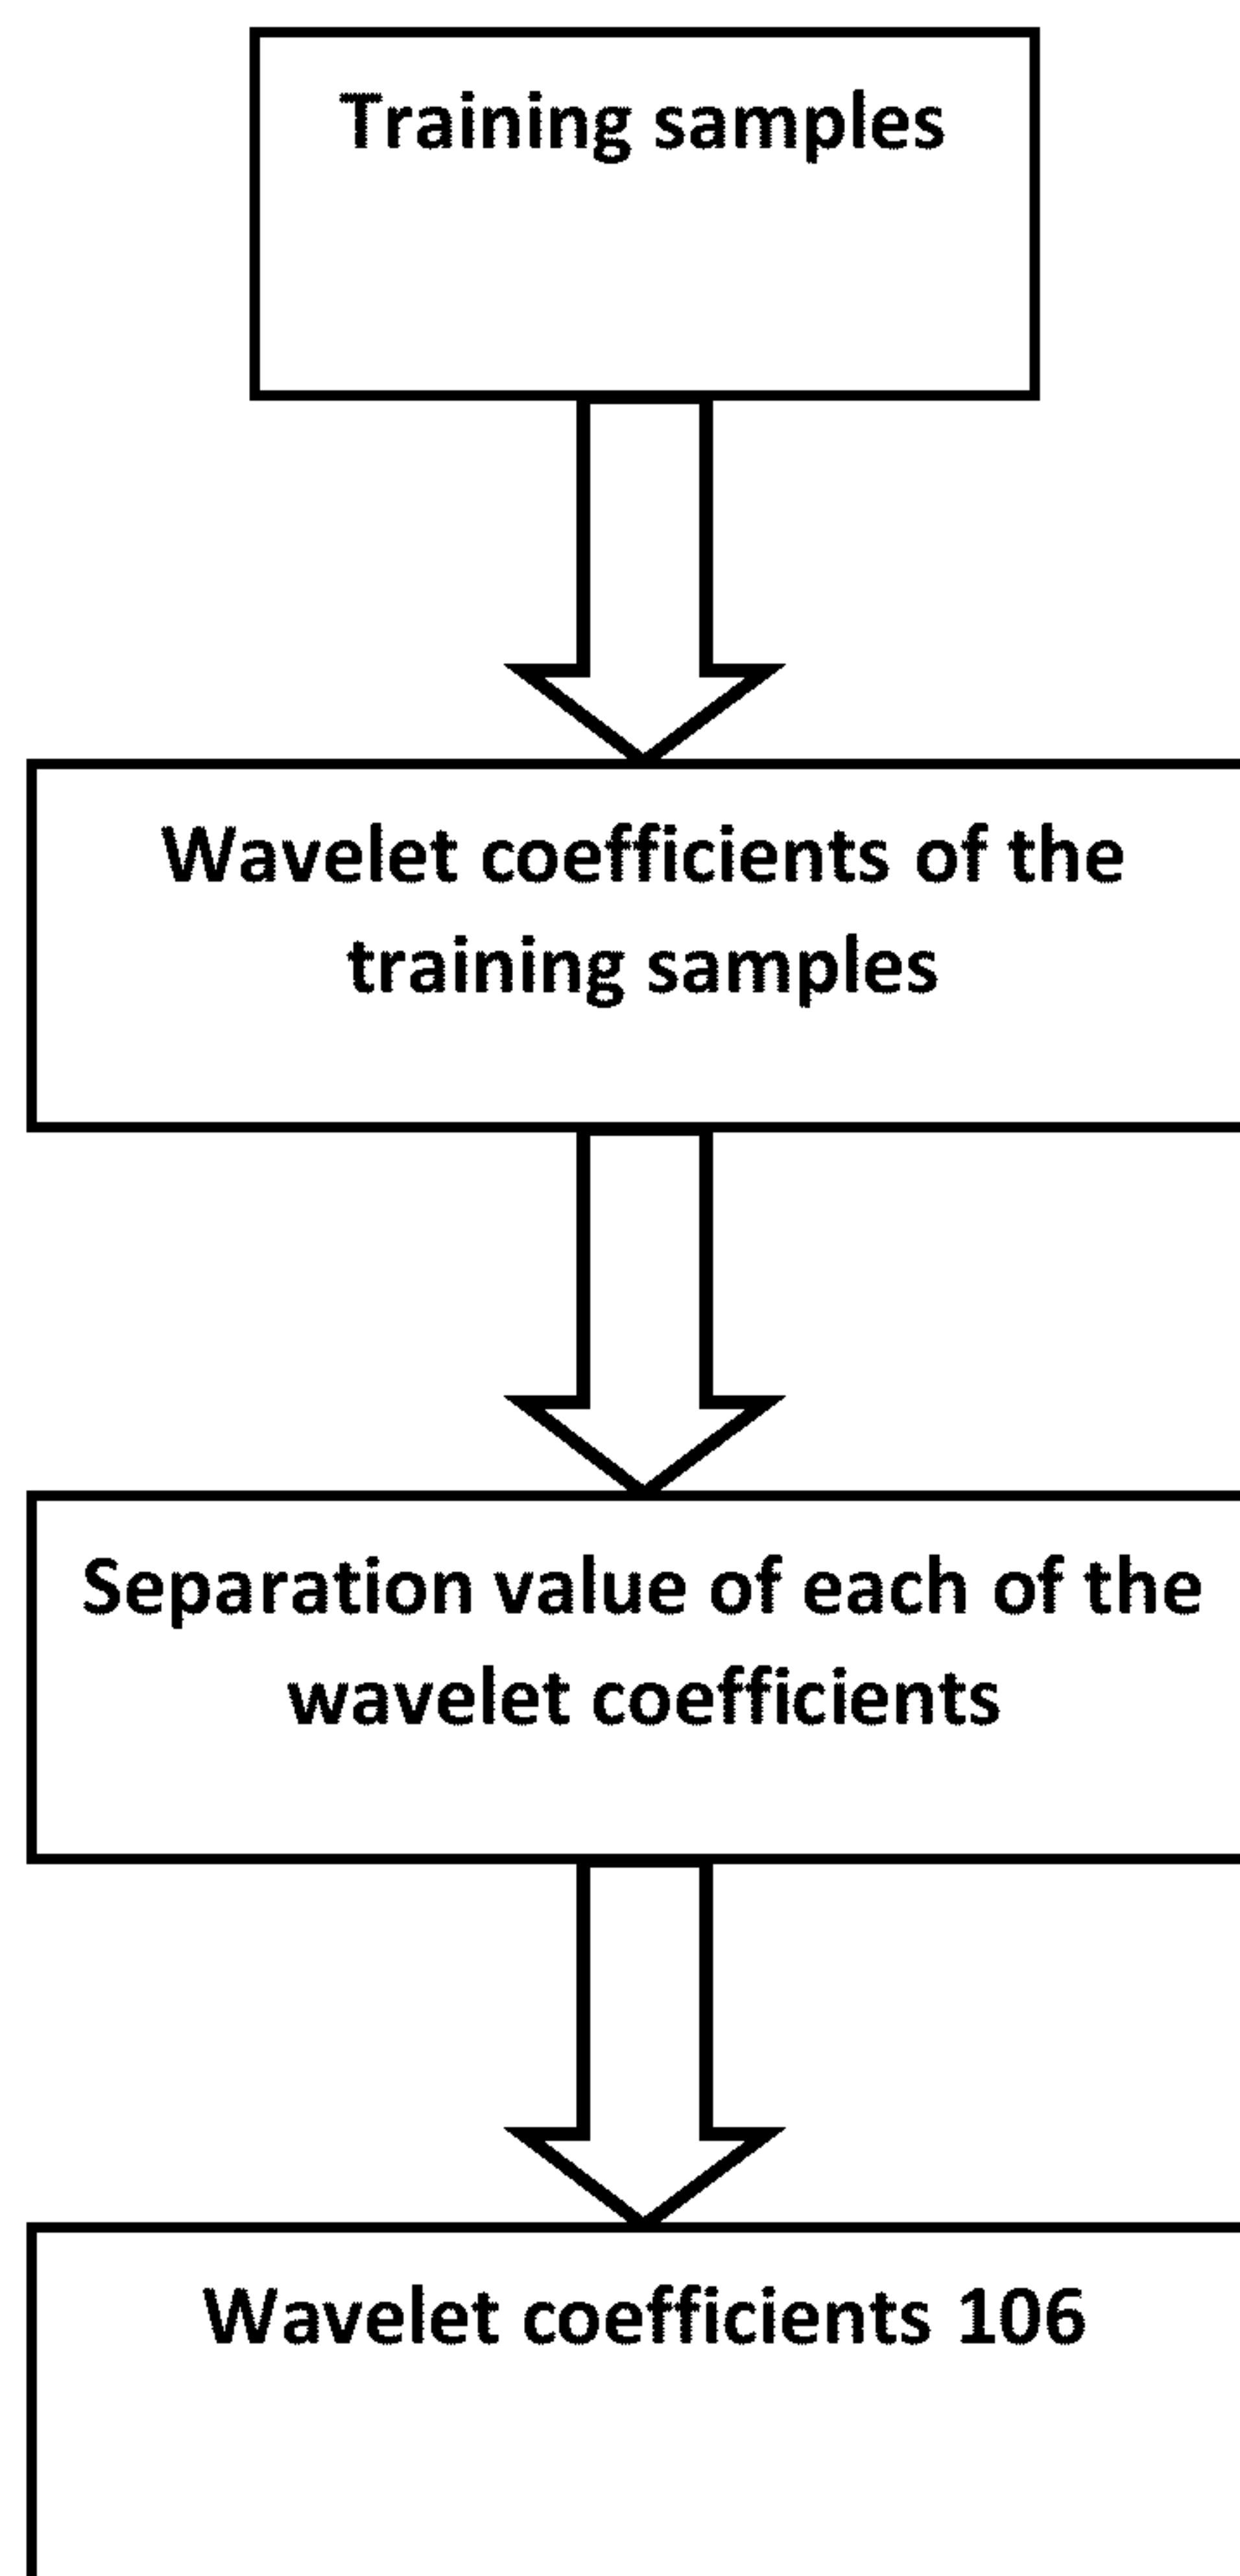 Training samples
Wavelet coefficients of the
training samples
Separation value of each of the
wavelet coefficients
Wavelet coefficients 106